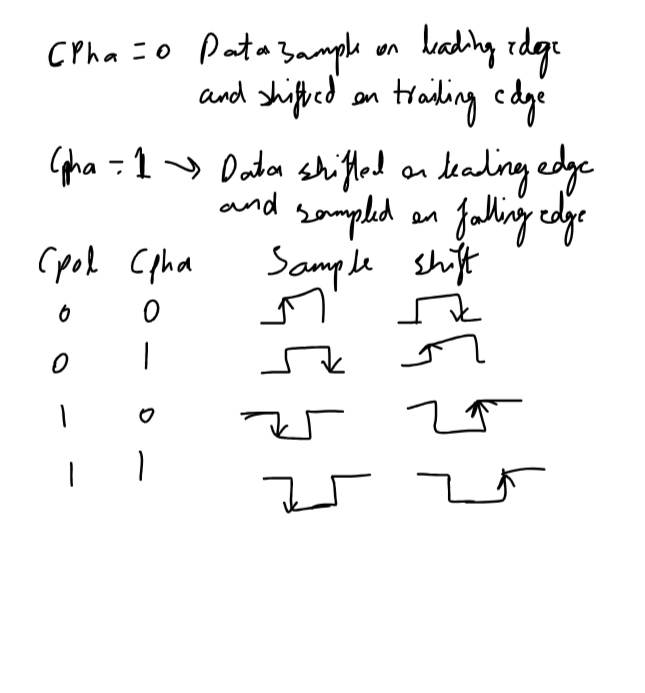 CPha = 0 Data sample on leading edge
and shifted on trailing edge
Cpha = 1 → Data shifted on leading edge
and sampled on falling edge
Cpol Cpha Sample shift
0 0
0 1
1 0
1 1